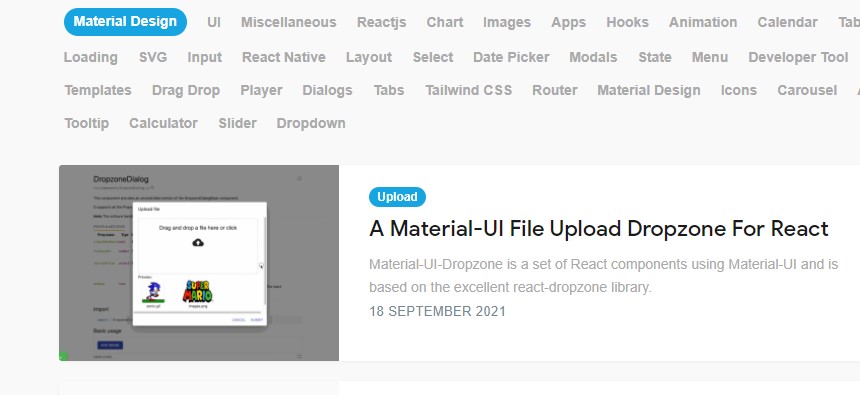 Material Design UI Miscellaneous Reactjs Chart Images Apps Hooks Animation Calendar Tab
Loading SVG Input React Native Layout Select Date Picker Modals State Menu Developer Tool
Templates Drag Drop Player Dialogs Tabs Tailwind CSS Router Material Design Icons Carousel
Tooltip Calculator Slider Dropdown
DropzoneDialog
Upload file
Drag and drop a file here or click
Preview:
SUPER
MARIO
CANCEL SUBMIT
Import
Basic usage
Upload
A Material-UI File Upload Dropzone For React
Material-UI-Dropzone is a set of React components using Material-UI and is
based on the excellent react-dropzone library.
18 SEPTEMBER 2021